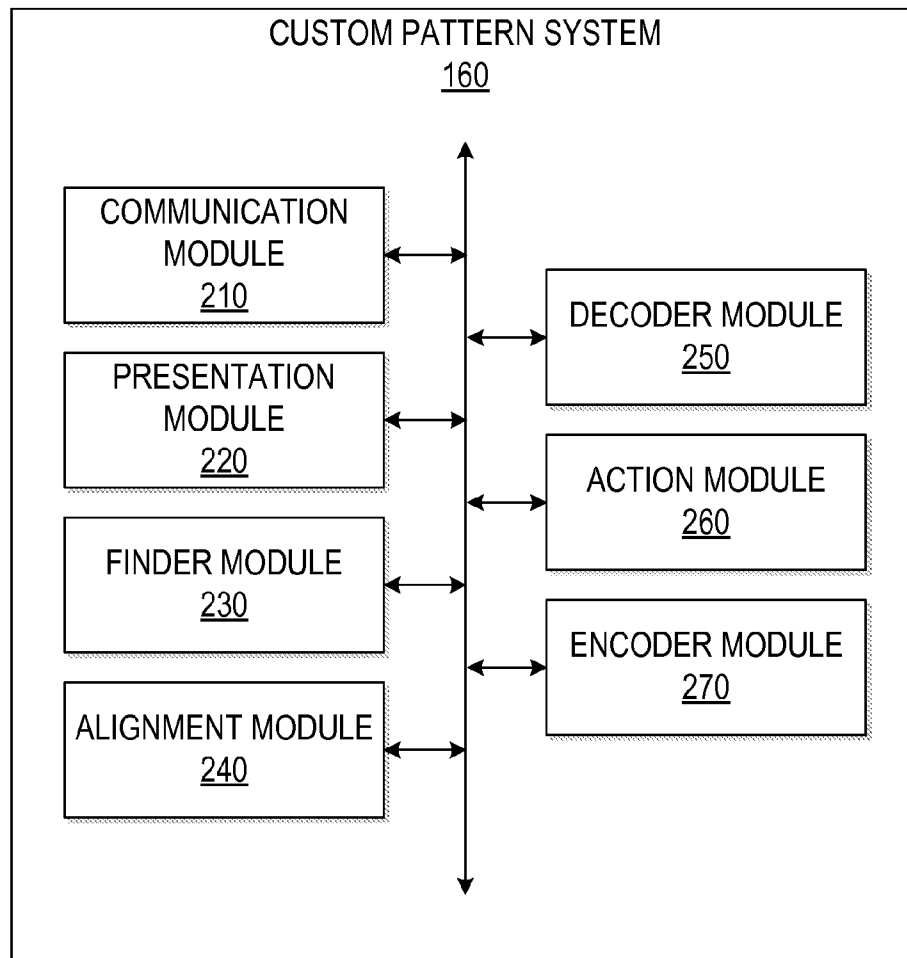 CUSTOM PATTERN SYSTEM
160
COMMUNICATION
MODULE
210
PRESENTATION
MODULE
220
FINDER MODULE
230
ALIGNMENT MODULE
240
DECODER MODULE
250
ACTION MODULE
260
ENCODER MODULE
270